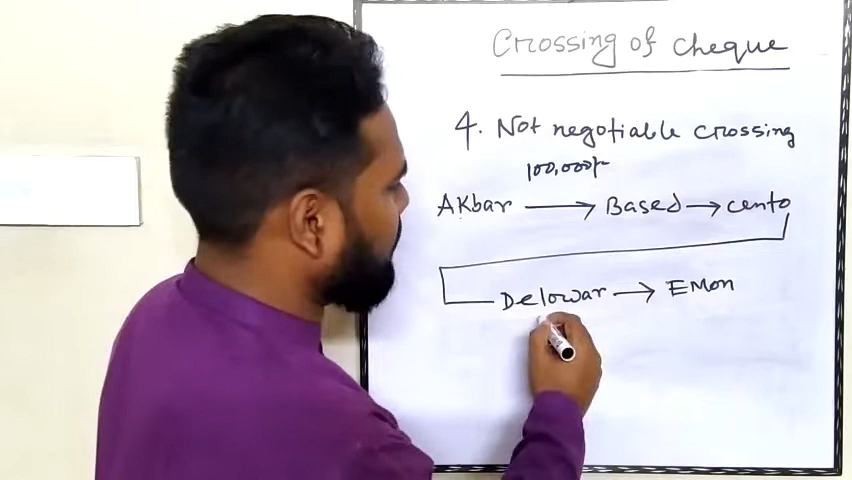 Crossing of cheque
4. Not negotiable crossing
100,000/-
AKbar → Based → cento
Delowar → EMon